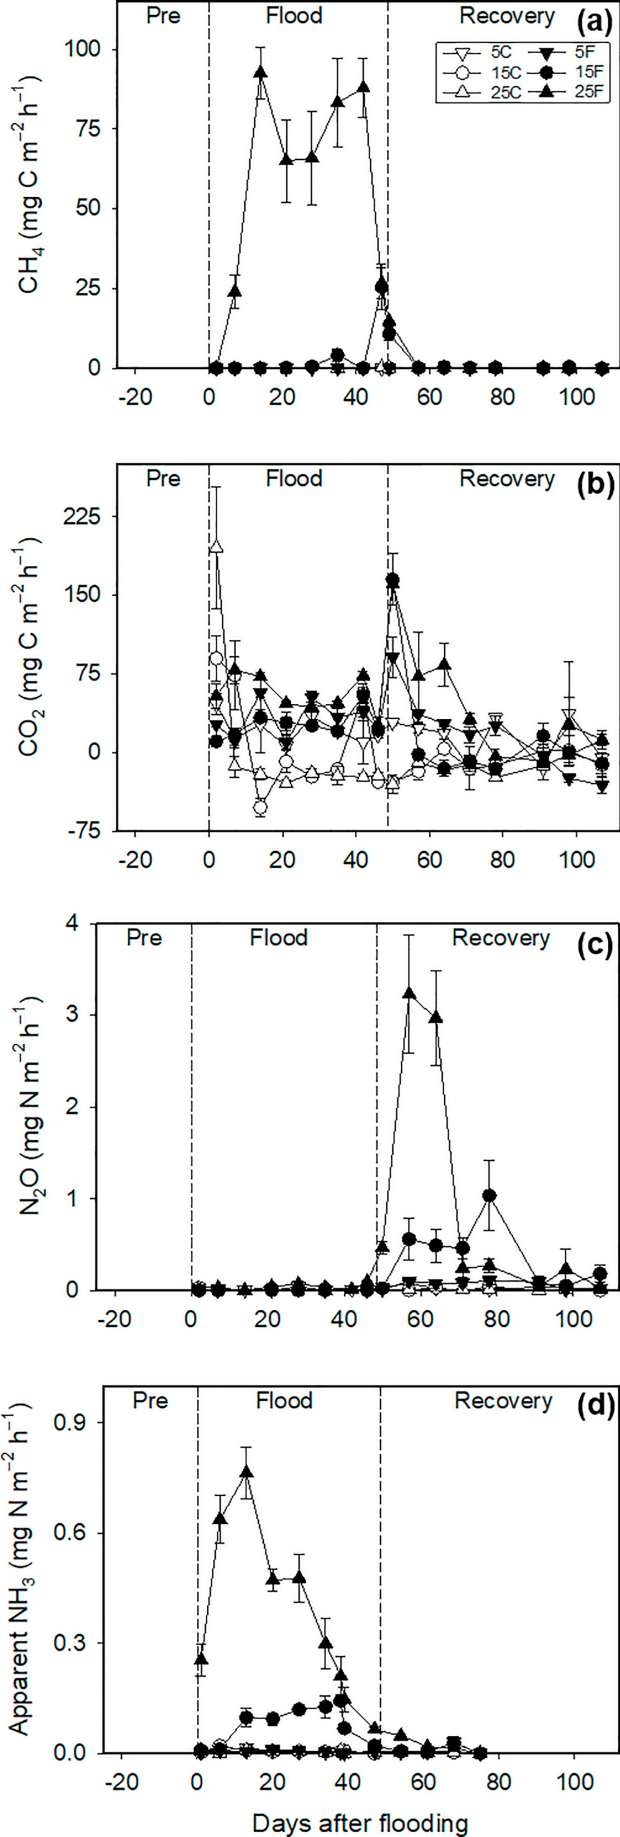 Pre Flood Recovery (a)
5C 5F
15C 15F
25C 25F
100
75
50
25
0
CH4 (mg C m−2 h−1)
-20 0 20 40 60 80 100
Pre Flood Recovery (b)
225
150
75
0
-75
CO2 (mg C m−2 h−1)
-20 0 20 40 60 80 100
Pre Flood Recovery (c)
4
3
2
1
0
N2O (mg N m−2 h−1)
-20 0 20 40 60 80 100
Pre Flood Recovery (d)
0.9
0.6
0.3
0.0
Apparent NH3 (mg N m−2 h−1)
-20 0 20 40 60 80 100
Days after flooding